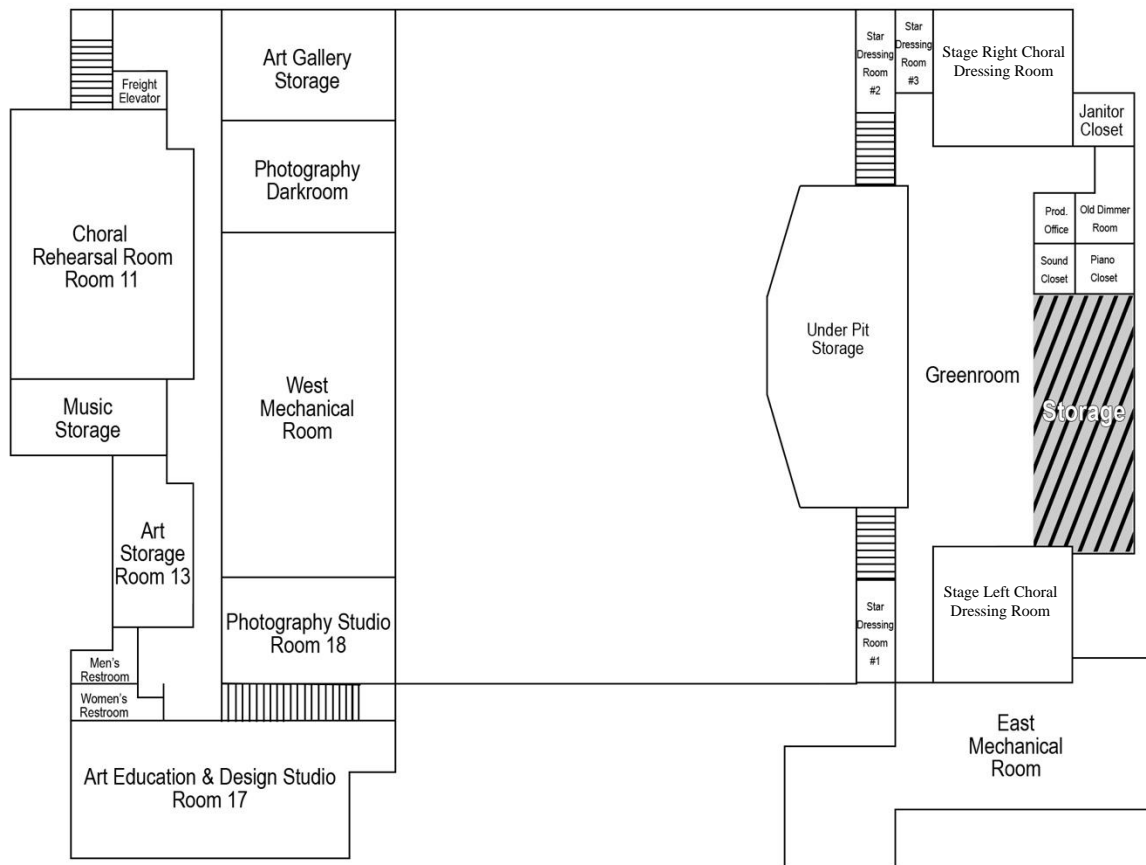 Art Gallery
Storage
Star
Dressing
Room
#2
Star
Dressing
Room
#3
Stage Right Choral
Dressing Room
Freight
Elevator
Janitor
Closet
Photography
Darkroom
Choral
Rehearsal Room
Room 11
Prod.
Office
Old Dimmer
Room
Sound
Closet
Piano
Closet
Under Pit
Storage
Greenroom
Storage
West
Mechanical
Room
Music
Storage
Art
Storage
Room 13
Photography Studio
Room 18
Star
Dressing
Room
#1
Stage Left Choral
Dressing Room
Men's
Restroom
Women's
Restroom
East
Mechanical
Room
Art Education & Design Studio
Room 17